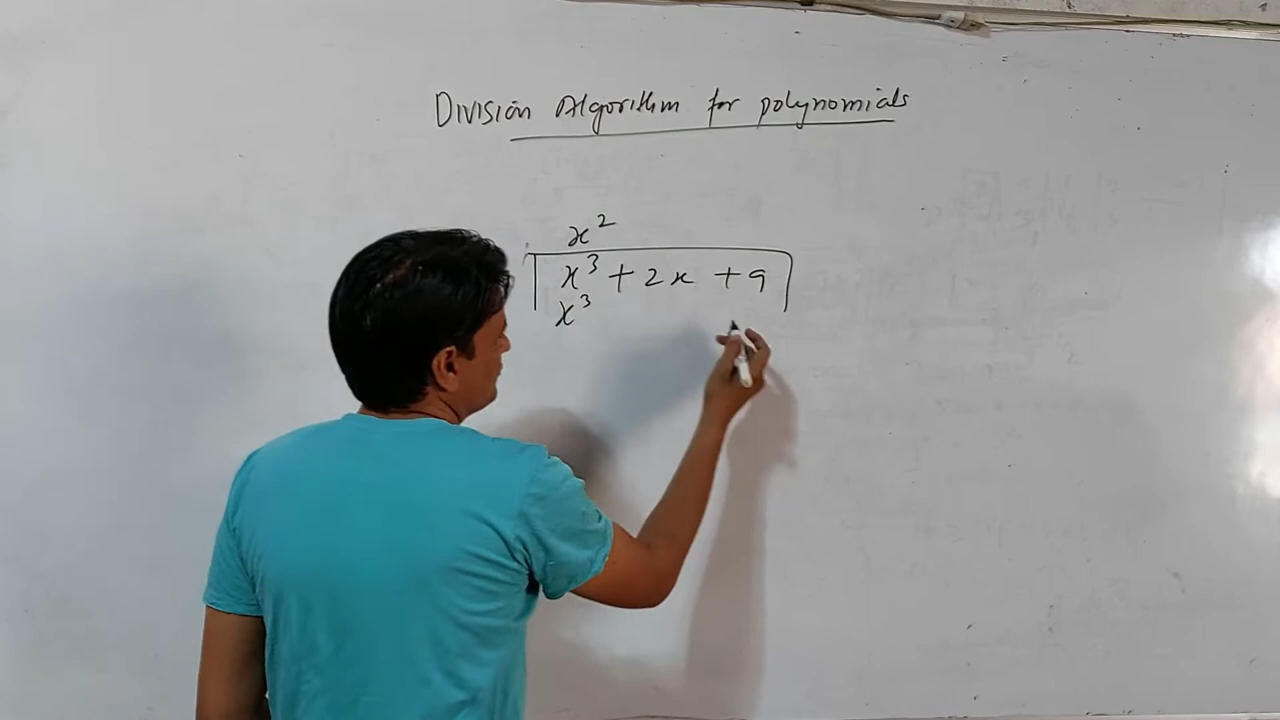 Division Algorithm for polynomials
x²
x³ + 2x + 9
x³